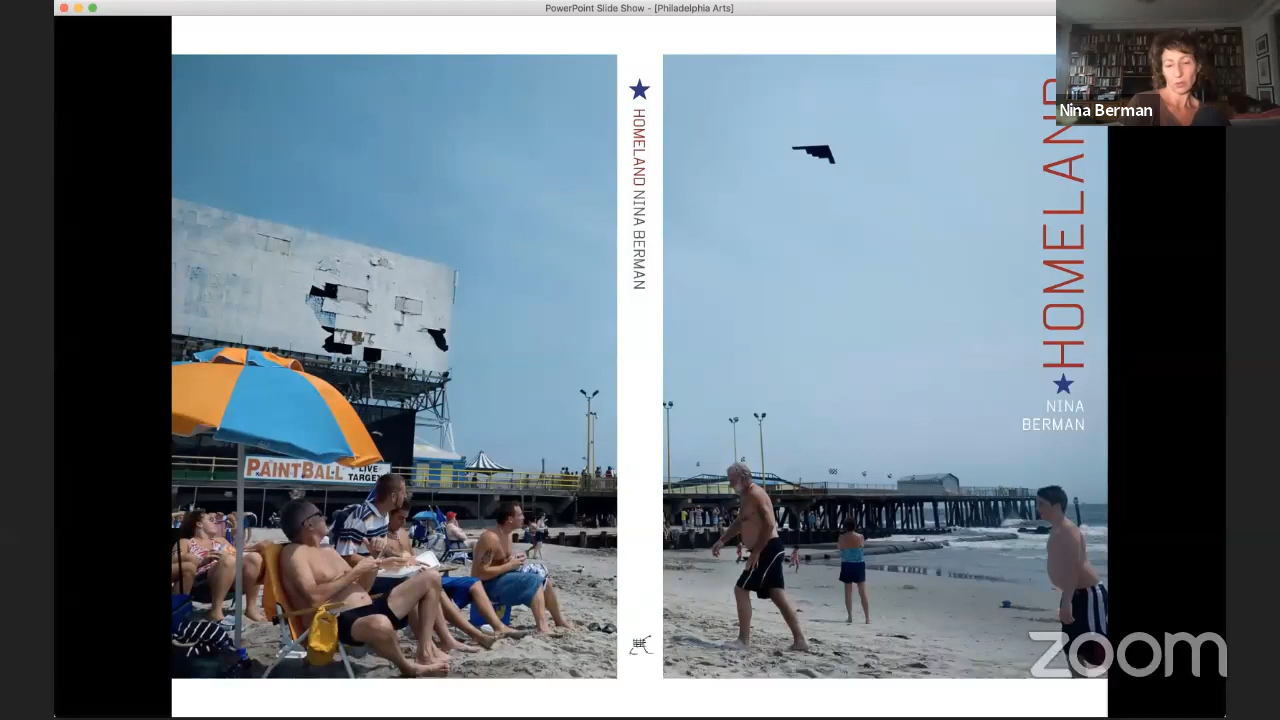 PowerPoint Slide Show - [Philadelphia Arts]
Nina Berman
HOMELAND NINA BERMAN
HOMELAND
NINA
BERMAN
PAINTBALL
LIVE
TARGET
zoom